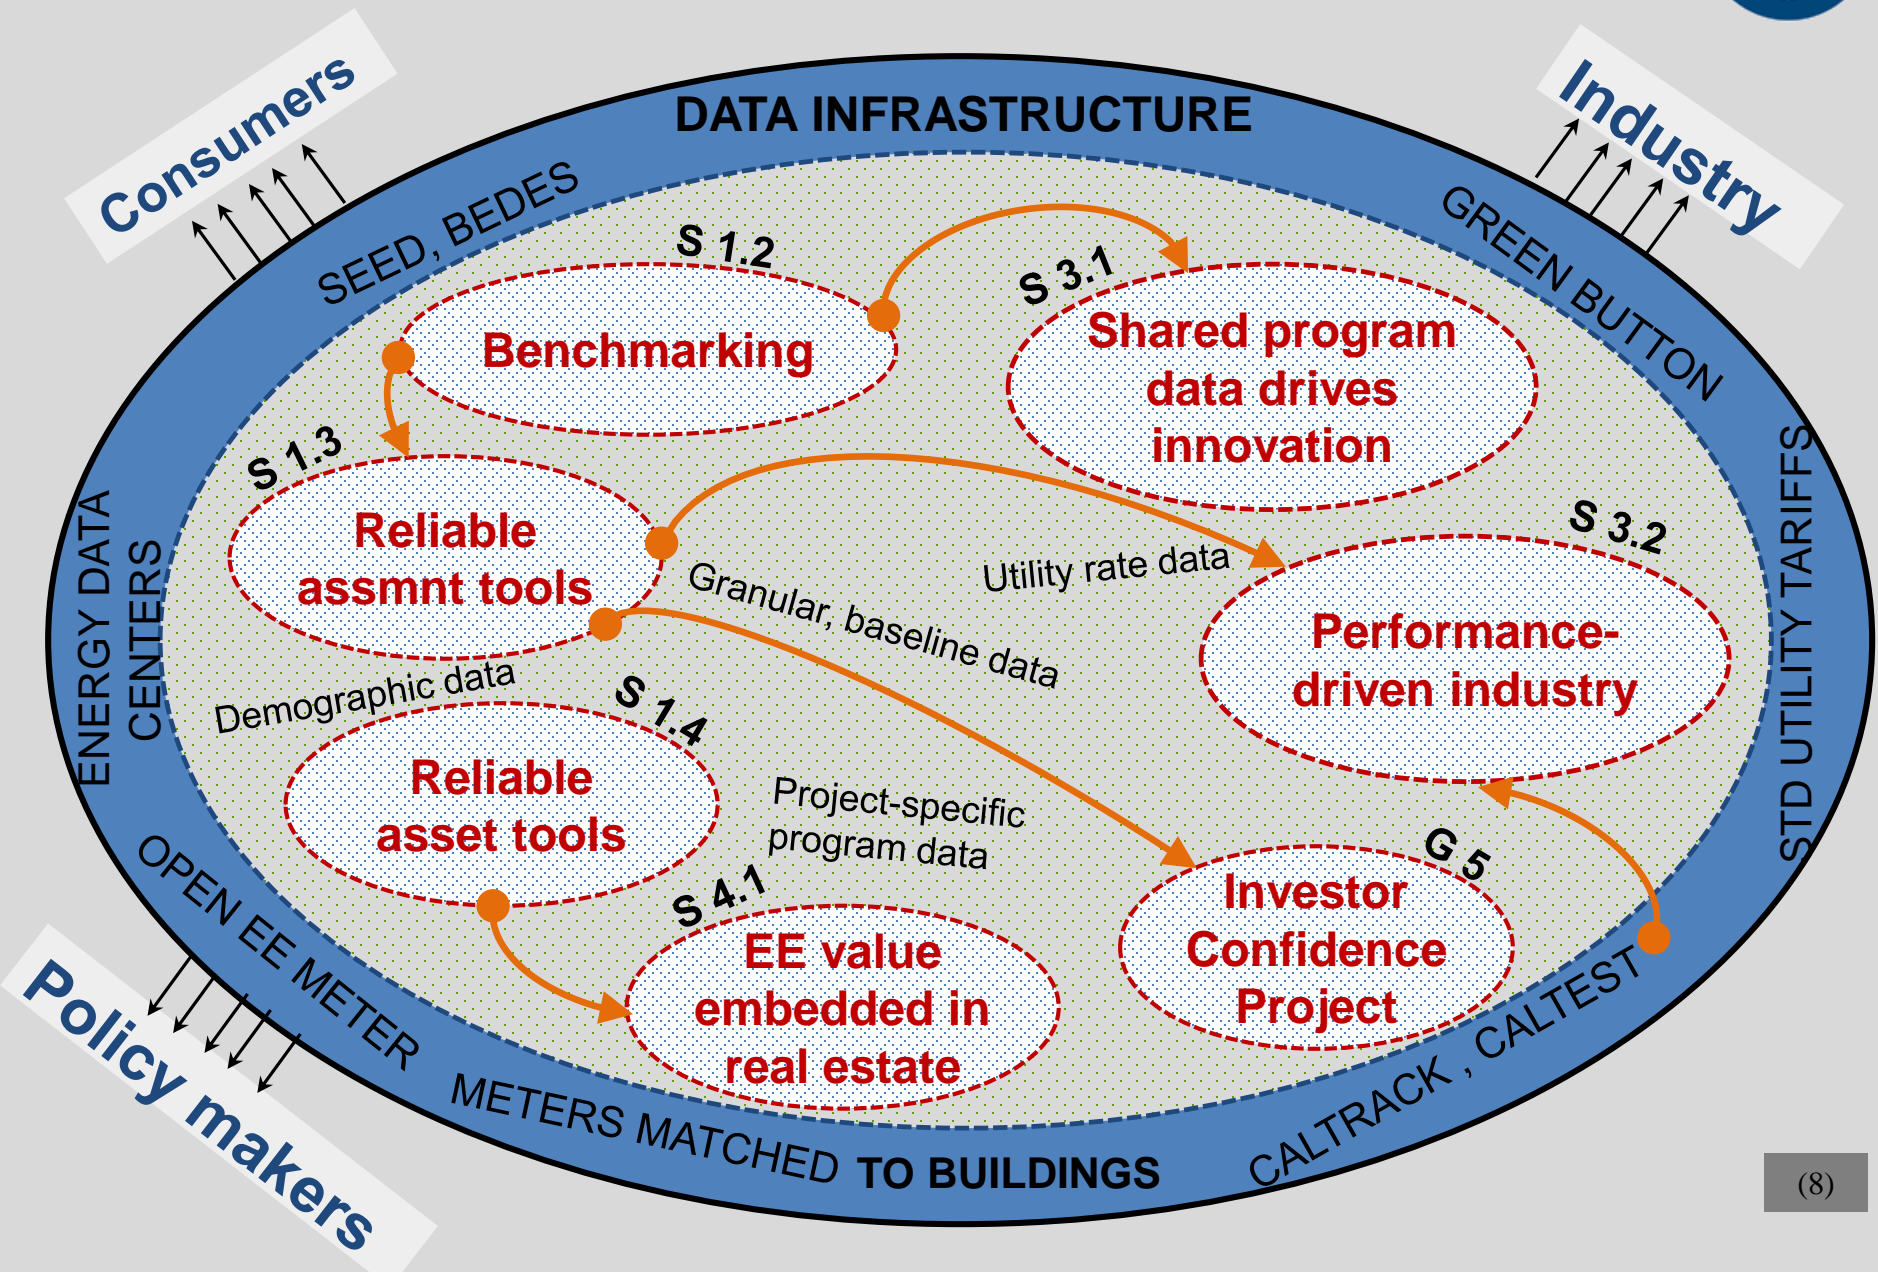 Consumers
Industry
DATA INFRASTRUCTURE
SEED, BEDES
GREEN BUTTON
S 1.2
Benchmarking
S 3.1
Shared program
data drives
innovation
S 1.3
Reliable
assmnt tools
S 3.2
Performance-
driven industry
Utility rate data
Granular, baseline data
Demographic data
ENERGY DATA
CENTERS
STD UTILITY TARIFFS
S 1.4
Reliable
asset tools
Project-specific
program data
S 4.1
EE value
embedded in
real estate
G 5
Investor
Confidence
Project
OPEN EE METER
METERS MATCHED TO BUILDINGS
CALTRACK , CALTEST
Policy makers
(8)